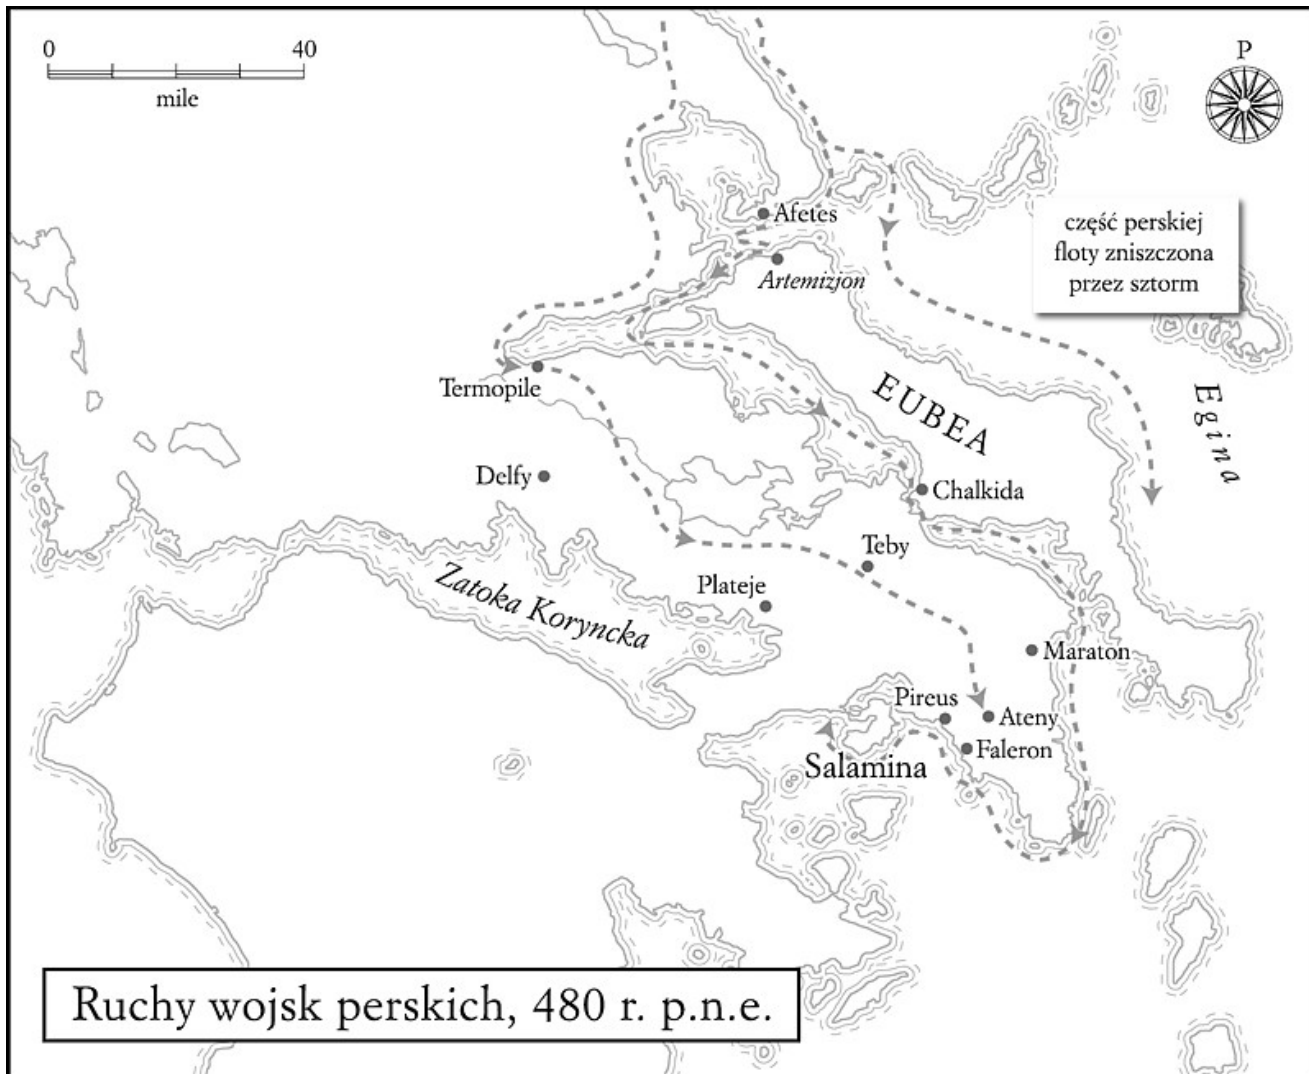 0 40
mile
P
Afetes
część perskiej
floty zniszczona
przez sztorm
Artemizjon
Termopile
EUBEA
Egina
Delfy
Chalkida
Teby
Zatoka Koryncka
Plateje
Maraton
Pireus
Ateny
Faleron
Salamina
Ruchy wojsk perskich, 480 r. p.n.e.